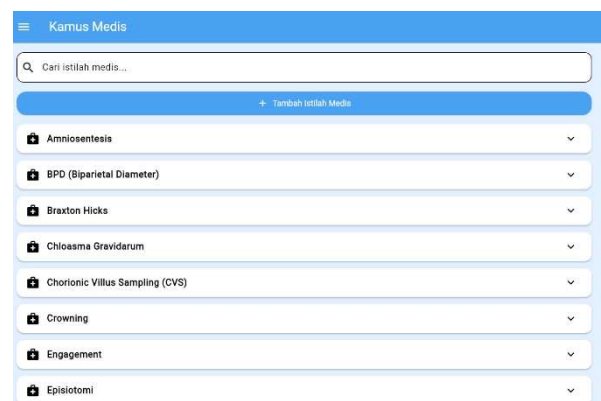 Kamus Medis
Cari istilah medis...
+ Tambah Istilah Medis
Amniosentesis
BPD (Biparietal Diameter)
Braxton Hicks
Chloasma Gravidarum
Chorionic Villus Sampling (CVS)
Crowning
Engagement
Episiotomi